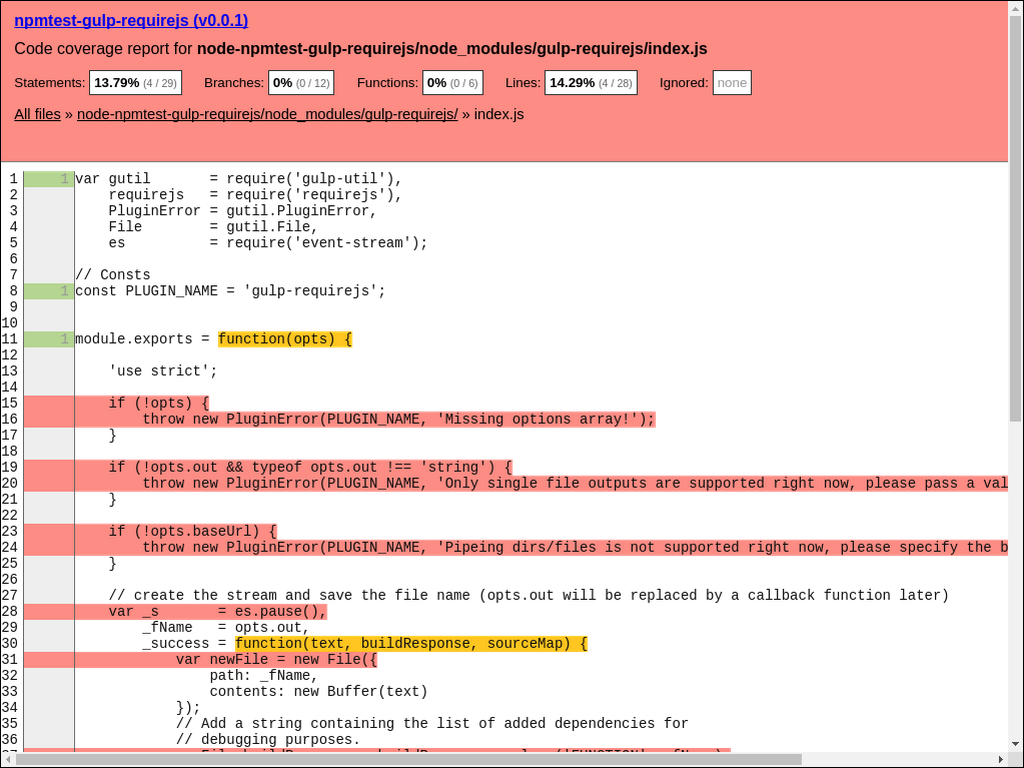 npmtest-gulp-requirejs (v0.0.1)
Code coverage report for node-npmtest-gulp-requirejs/node_modules/gulp-requirejs/index.js
Statements: 13.79% (4 / 29) Branches: 0% (0 / 12) Functions: 0% (0 / 6) Lines: 14.29% (4 / 28) Ignored: none
All files » node-npmtest-gulp-requirejs/node_modules/gulp-requirejs/ » index.js
1 1 var gutil       = require('gulp-util'),
2     requirejs   = require('requirejs'),
3     PluginError = gutil.PluginError,
4     File        = gutil.File,
5     es          = require('event-stream');
6
7 // Consts
8 1 const PLUGIN_NAME = 'gulp-requirejs';
9
10
11 1 module.exports = function(opts) {
12
13     'use strict';
14
15     if (!opts) {
16         throw new PluginError(PLUGIN_NAME, 'Missing options array!');
17     }
18
19     if (!opts.out && typeof opts.out !== 'string') {
20         throw new PluginError(PLUGIN_NAME, 'Only single file outputs are supported right now, please pass a val
21     }
22
23     if (!opts.baseUrl) {
24         throw new PluginError(PLUGIN_NAME, 'Pipeing dirs/files is not supported right now, please specify the b
25     }
26
27     // create the stream and save the file name (opts.out will be replaced by a callback function later)
28     var _s       = es.pause(),
29         _fName   = opts.out,
30         _success = function(text, buildResponse, sourceMap) {
31             var newFile = new File({
32                 path: _fName,
33                 contents: new Buffer(text)
34             });
35             // Add a string containing the list of added dependencies for
36             // debugging purposes.